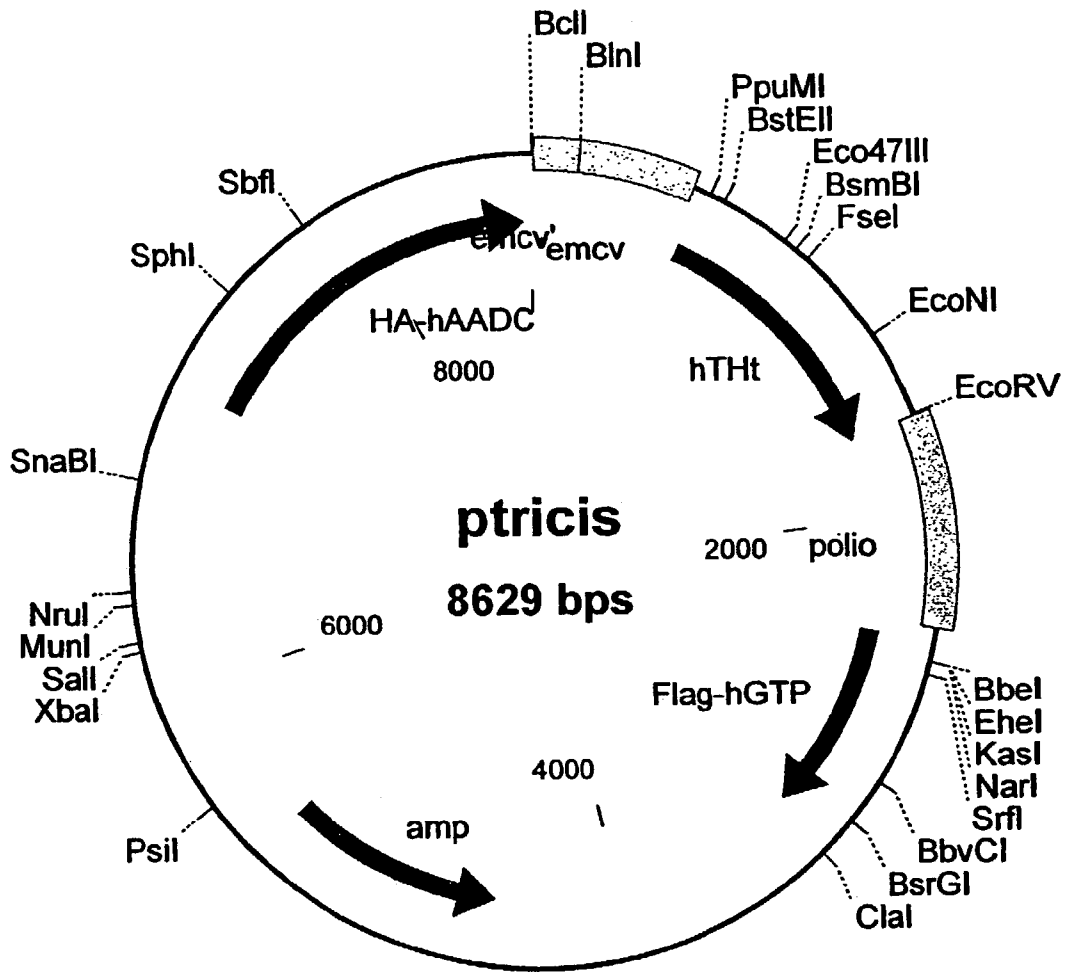 BclI
BlnI
PpuMI
BstEII
Eco47III
BsmBI
FseI
EcoNI
EcoRV
SbfI
SphI
SnaBI
NruI
MunI
SalI
XbaI
PsiI
emcv'
emcv
HA-hAADC
8000
hTHt
ptricis
8629 bps
2000
polio
6000
Flag-hGTP
4000
amp
BbeI
EheI
KasI
NarI
SrfI
BbvCI
BsrGI
ClaI